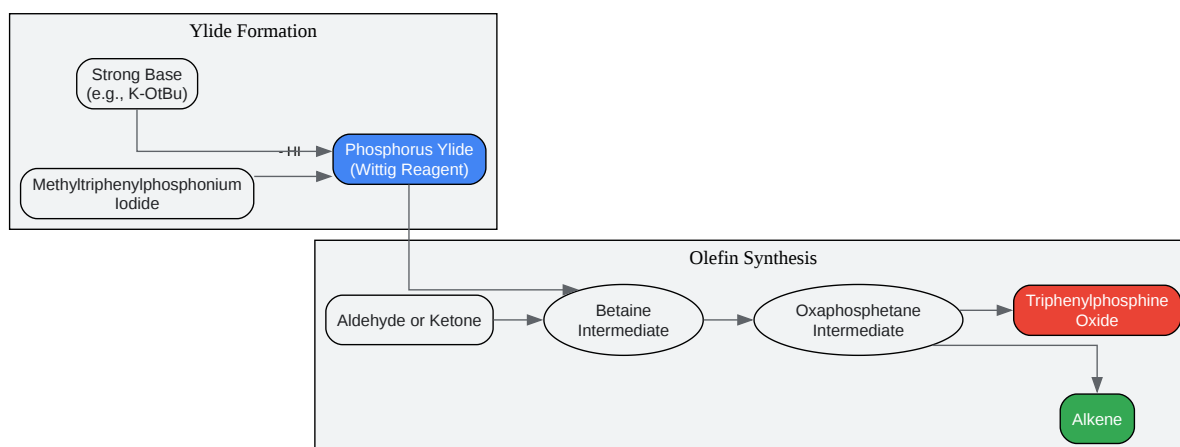 Ylide Formation
Strong Base
(e.g., K-OtBu)
- HI
Phosphorus Ylide
(Wittig Reagent)
Methyltriphenylphosphonium
Iodide
Olefin Synthesis
Aldehyde or Ketone
Betaine
Intermediate
Oxaphosphetane
Intermediate
Triphenylphosphine
Oxide
Alkene